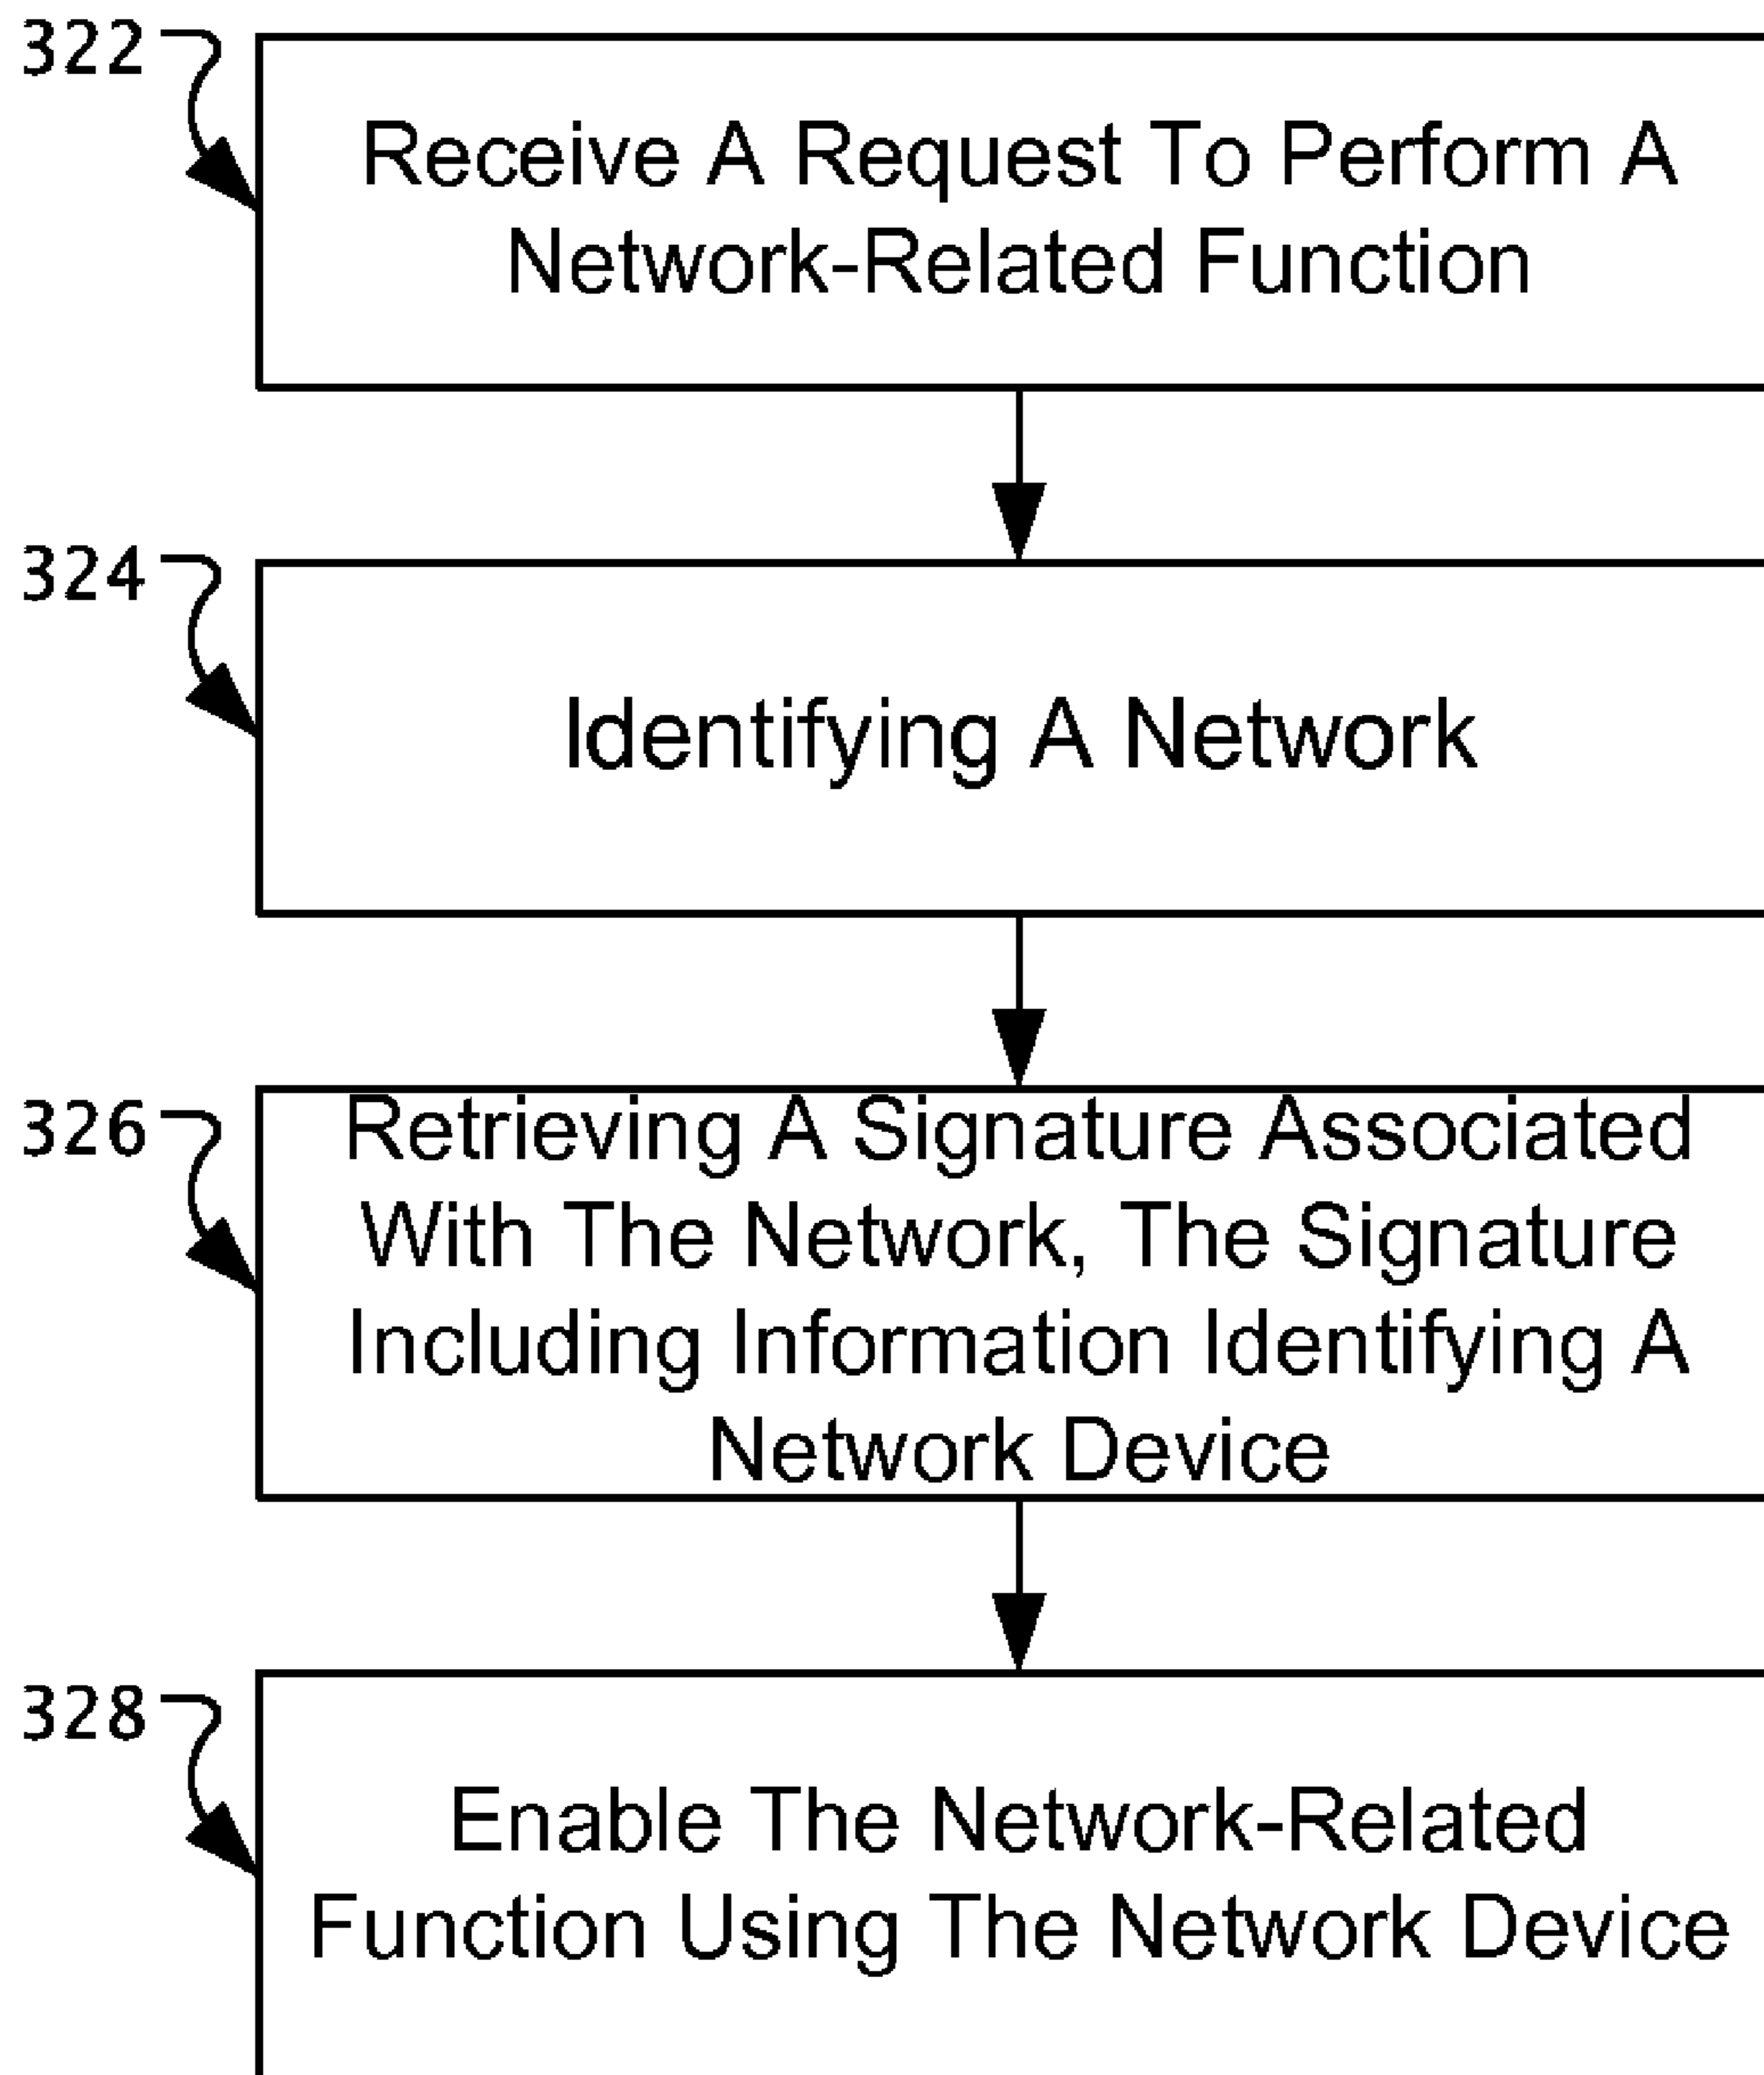 322
Receive A Request To Perform A
Network-Related Function
324
Identifying A Network
326
Retrieving A Signature Associated
With The Network, The Signature
Including Information Identifying A
Network Device
328
Enable The Network-Related
Function Using The Network Device